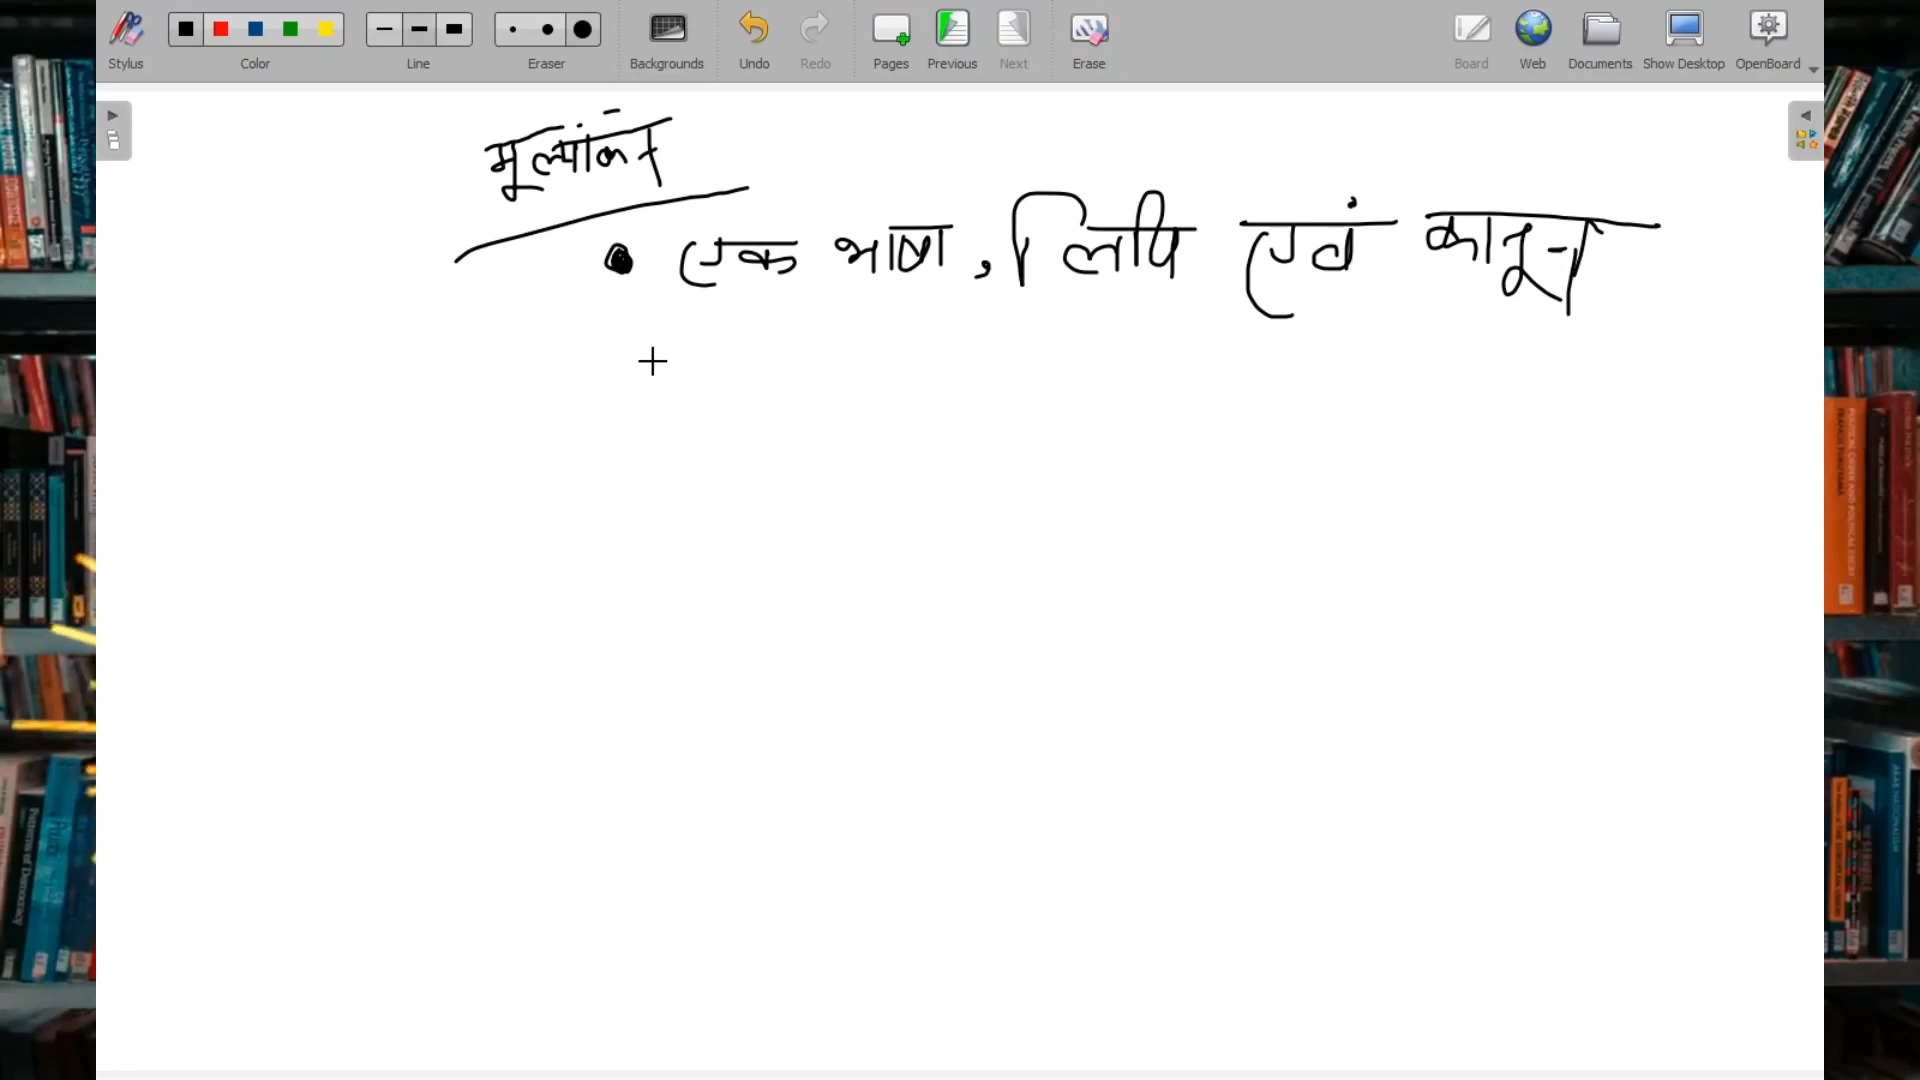 Stylus Color Line Eraser Backgrounds Undo Redo Pages Previous Next Erase Board Web Documents Show Desktop OpenBoard
मूल्यांकन
• एक भाषा, लिपि एवं कानून